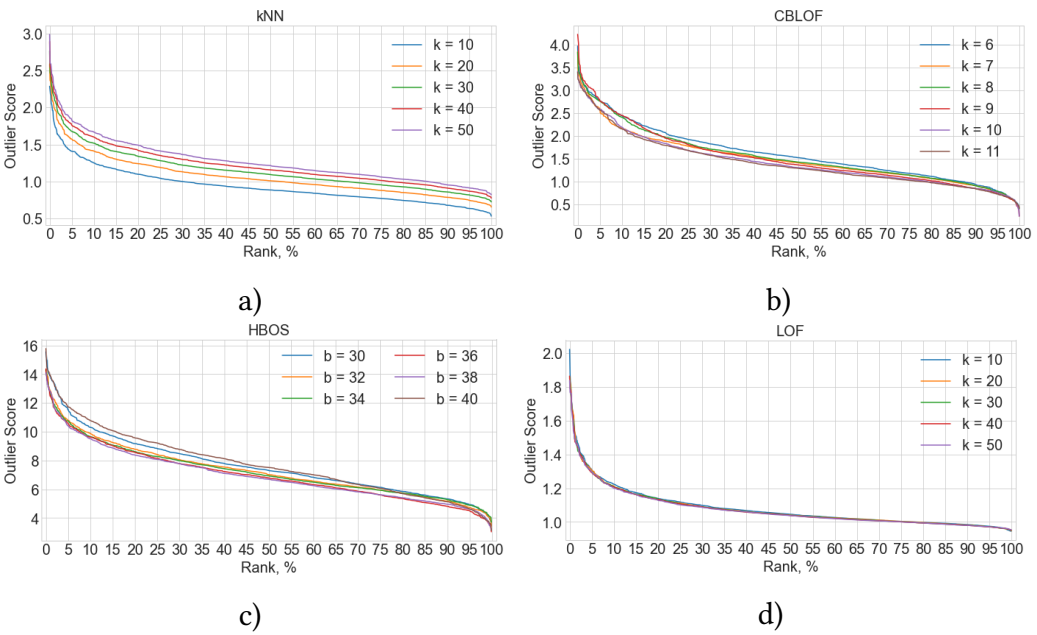 kNN
Outlier Score
3.0
2.5
2.0
1.5
1.0
0.5
k = 10
k = 20
k = 30
k = 40
k = 50
0 5 10 15 20 25 30 35 40 45 50 55 60 65 70 75 80 85 90 95 100
Rank, %
a)
CBLOF
Outlier Score
4.0
3.5
3.0
2.5
2.0
1.5
1.0
0.5
k = 6
k = 7
k = 8
k = 9
k = 10
k = 11
0 5 10 15 20 25 30 35 40 45 50 55 60 65 70 75 80 85 90 95 100
Rank, %
b)
HBOS
Outlier Score
16
14
12
10
8
6
4
b = 30 b = 36
b = 32 b = 38
b = 34 b = 40
0 5 10 15 20 25 30 35 40 45 50 55 60 65 70 75 80 85 90 95 100
Rank, %
c)
LOF
Outlier Score
2.0
1.8
1.6
1.4
1.2
1.0
k = 10
k = 20
k = 30
k = 40
k = 50
0 5 10 15 20 25 30 35 40 45 50 55 60 65 70 75 80 85 90 95 100
Rank, %
d)